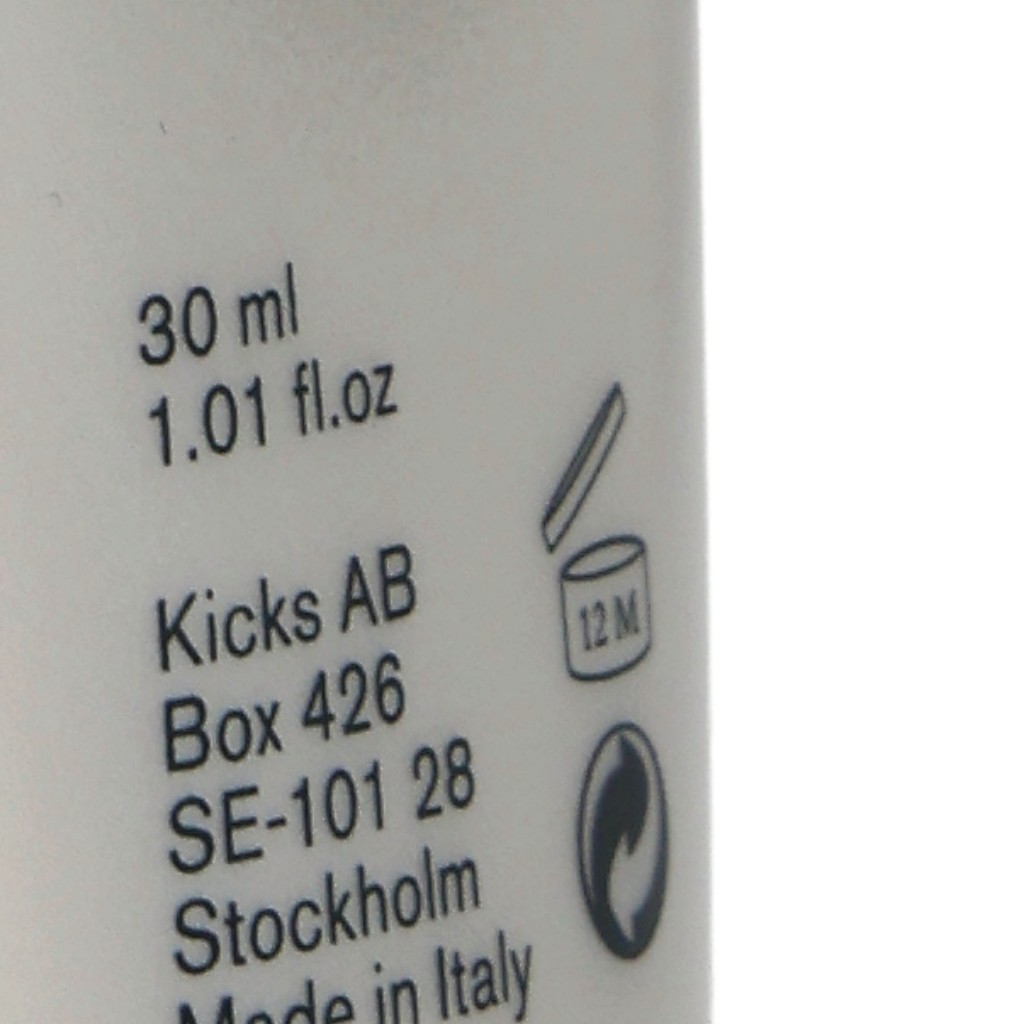 30 ml
1.01 fl.oz
12 M
Kicks AB
Box 426
SE-101 28
Stockholm
Made in Italy